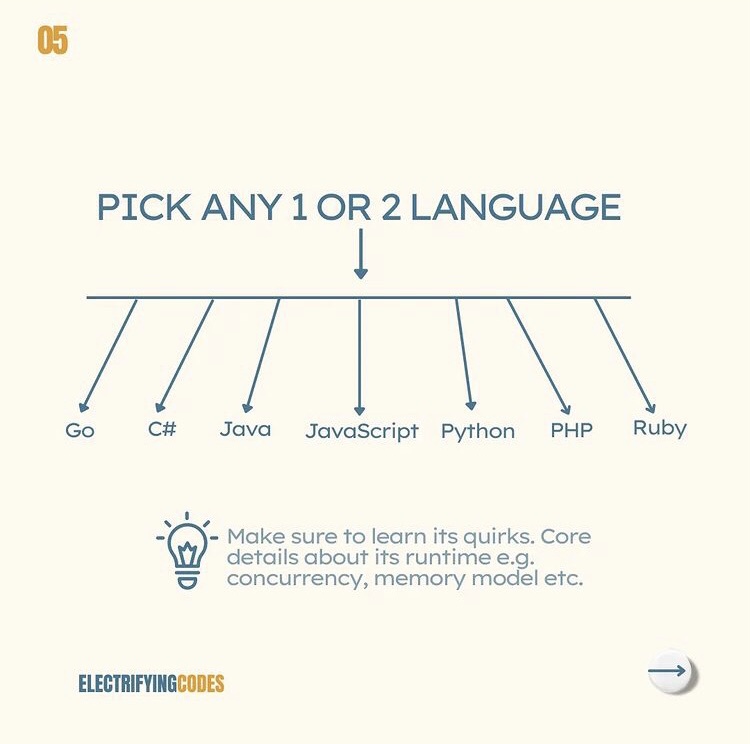 05
PICK ANY 1 OR 2 LANGUAGE
Go C# Java JavaScript Python PHP Ruby
Make sure to learn its quirks. Core
details about its runtime e.g.
concurrency, memory model etc.
ELECTRIFYINGCODES